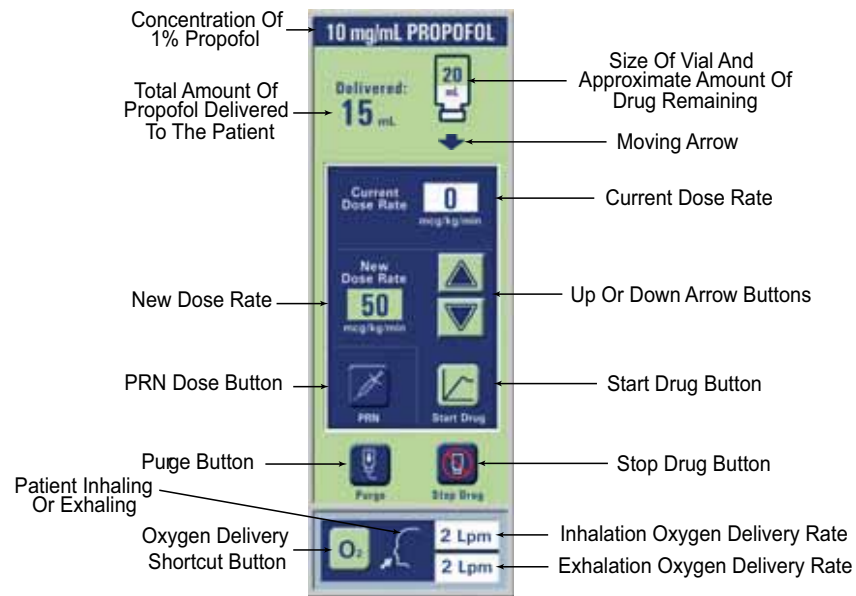 Concentration Of
1% Propofol
10 mg/mL PROPOFOL
Total Amount Of
Propofol Delivered
To The Patient
Delivered:
15 mL
20
mL
Size Of Vial And
Approximate Amount Of
Drug Remaining
Moving Arrow
Current
Dose Rate
0
mcg/kg/min
Current Dose Rate
New Dose Rate
New
Dose Rate
50
mcg/kg/min
Up Or Down Arrow Buttons
PRN Dose Button
PRN
Start Drug
Start Drug Button
Purge Button
Purge
Stop Drug
Stop Drug Button
Patient Inhaling
Or Exhaling
Oxygen Delivery
Shortcut Button
O2
2 Lpm
2 Lpm
Inhalation Oxygen Delivery Rate
Exhalation Oxygen Delivery Rate